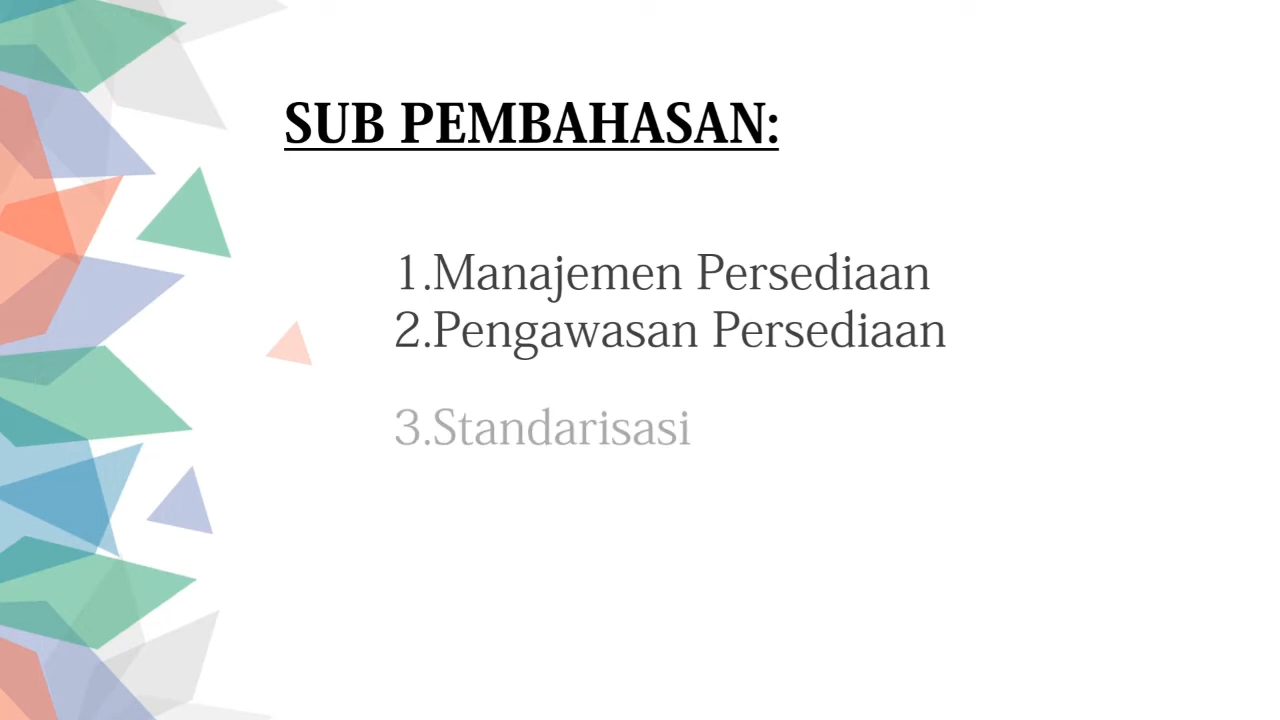 SUB PEMBAHASAN:
1.Manajemen Persediaan
2.Pengawasan Persediaan
3.Standarisasi